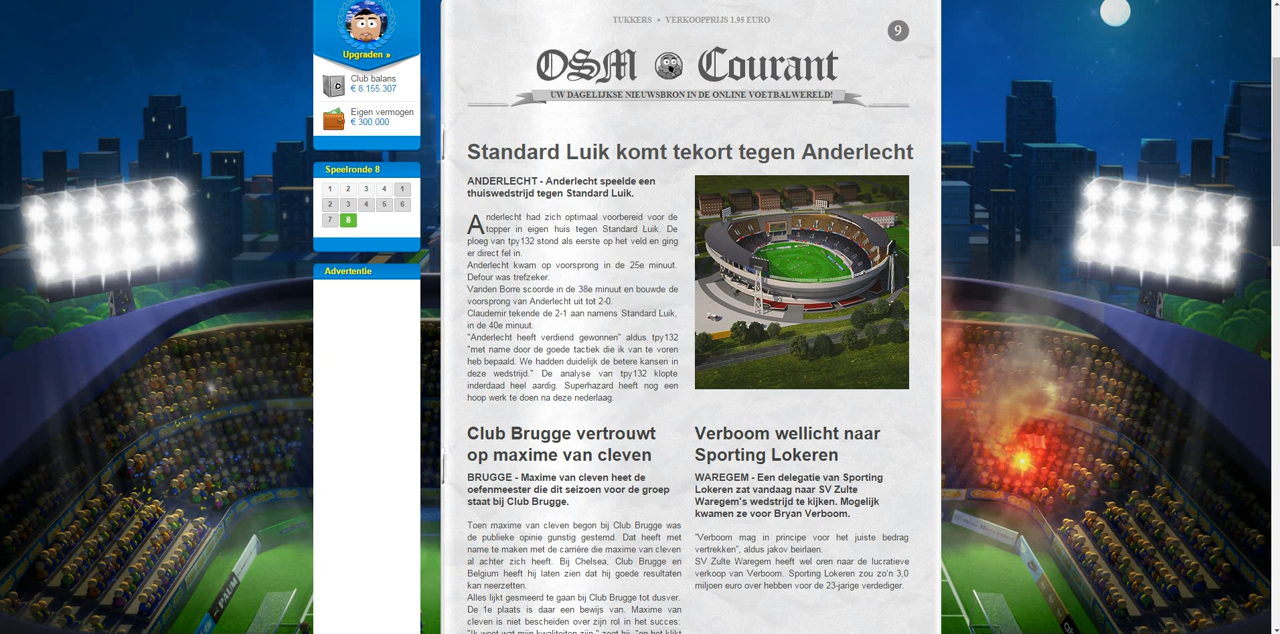 Upgraden »
Club balans
€ 8.155.307
Eigen vermogen
€ 300.000
Speelronde 8
1 2 3 4 1
2 3 4 5 6
7 8
Advertentie
TUKKERS • VERKOOPPRIJS 1.95 EURO
9
OSM Courant
UW DAGELIJKSE NIEUWSBRON IN DE ONLINE VOETBALWERELD!
Standard Luik komt tekort tegen Anderlecht
ANDERLECHT - Anderlecht speelde een
thuiswedstrijd tegen Standard Luik.
Anderlecht had zich optimaal voorbereid voor de
topper in eigen huis tegen Standard Luik. De
ploeg van tpy132 stond als eerste op het veld en ging
er direct fel in.
Anderlecht kwam op voorsprong in de 25e minuut.
Defour was trefzeker.
Vanden Borre scoorde in de 38e minuut en bouwde de
voorsprong van Anderlecht uit tot 2-0.
Claudemir tekende de 2-1 aan namens Standard Luik,
in de 40e minuut.
"Anderlecht heeft verdiend gewonnen" aldus tpy132
"met name door de goede tactiek die ik van te voren
heb bepaald. We hadden duidelijk de betere kansen in
deze wedstrijd." De analyse van tpy132 klopte
inderdaad heel aardig. Superhazard heeft nog een
hoop werk te doen na deze nederlaag.
Club Brugge vertrouwt
op maxime van cleven
BRUGGE - Maxime van cleven heet de
oefenmeester die dit seizoen voor de groep
staat bij Club Brugge.
Toen maxime van cleven begon bij Club Brugge was
de publieke opinie gunstig gestemd. Dat heeft met
name te maken met de carrière die maxime van cleven
al achter zich heeft. Bij Chelsea, Club Brugge en
Belgium heeft hij laten zien dat hij goede resultaten
kan neerzetten.
Alles lijkt gesmeerd te gaan bij Club Brugge tot dusver.
De 1e plaats is daar een bewijs van. Maxime van
cleven is niet bescheiden over zijn rol in het succes:
"Ik weet wat mijn kwaliteiten zijn," zegt hij, "en het klikt
Verboom wellicht naar
Sporting Lokeren
WAREGEM - Een delegatie van Sporting
Lokeren zat vandaag naar SV Zulte
Waregem's wedstrijd te kijken. Mogelijk
kwamen ze voor Bryan Verboom.
"Verboom mag in principe voor het juiste bedrag
vertrekken", aldus jakov beirlaen.
SV Zulte Waregem heeft wel oren naar de lucratieve
verkoop van Verboom. Sporting Lokeren zou zo'n 3,0
miljoen euro over hebben voor de 23-jarige verdediger.